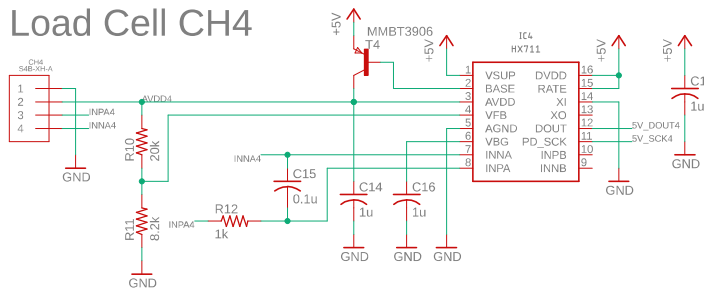 Load Cell CH4
+5V
MMBT3906
T4
+5V
IC4
HX711
+5V
+5V
CH4
S4B-XH-A
1
2
3
4
AVDD4
INPA4
INNA4
GND
R10
20k
R11
8.2k
GND
INNA4
C15
0.1u
INPA4
R12
1k
C14
1u
GND
C16
1u
GND
GND
1 VSUP DVDD 16
2 BASE RATE 15
3 AVDD XI 14
4 VFB XO 13
5 AGND DOUT 12 5V_DOUT4
6 VBG PD_SCK 11 5V_SCK4
7 INNA INPB 10
8 INPA INNB 9
GND
1u
GND